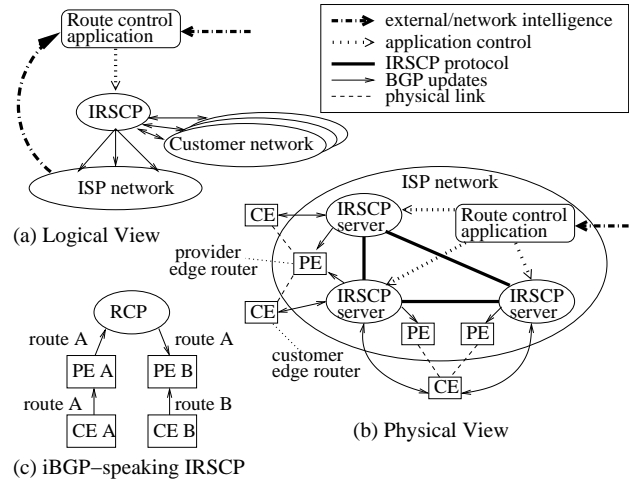 Route control
application
external/network intelligence
application control
IRSCP protocol
BGP updates
physical link
IRSCP
Customer network
ISP network
(a) Logical View
ISP network
CE
IRSCP
server
Route control
application
provider
edge router
PE
CE
IRSCP
server
IRSCP
server
PE
PE
customer
edge router
CE
(b) Physical View
RCP
route A
route A
PE A
PE B
route A
route B
CE A
CE B
(c) iBGP−speaking IRSCP